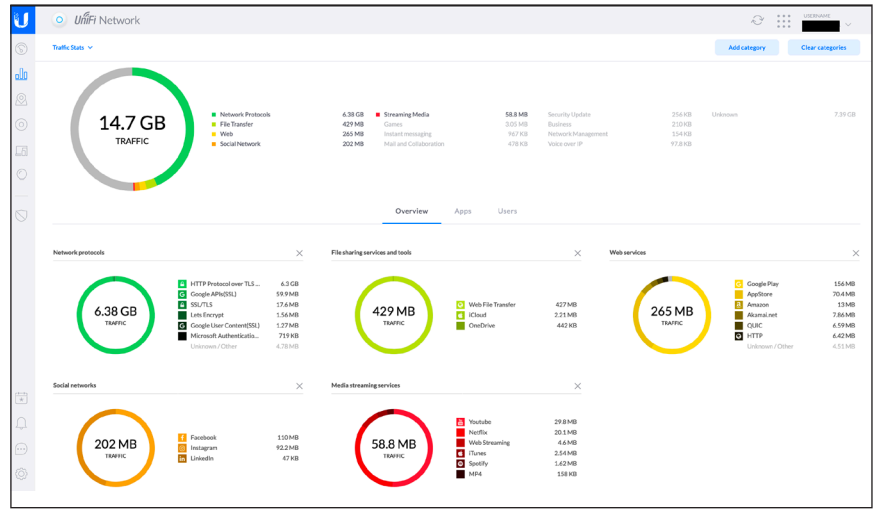 UniFi Network
USERNAME
Traffic Stats
Add category
Clear categories
14.7 GB
TRAFFIC
Network Protocols 6.38 GB
File Transfer 429 MB
Web 265 MB
Social Network 202 MB
Streaming Media 58.8 MB
Games 3.05 MB
Instant messaging 967 KB
Mail and Collaboration 478 KB
Security Update 256 KB
Business 210 KB
Network Management 154 KB
Voice over IP 97.8 KB
Unknown 7.39 GB
Overview
Apps
Users
Network protocols
6.38 GB
TRAFFIC
HTTP Protocol over TLS ... 6.3 GB
Google APIs(SSL) 59.9 MB
SSL/TLS 17.6 MB
Lets Encrypt 1.56 MB
Google User Content(SSL) 1.27 MB
Microsoft Authenticatio... 719 KB
Unknown / Other 4.78 MB
File sharing services and tools
429 MB
TRAFFIC
Web File Transfer 427 MB
iCloud 2.21 MB
OneDrive 442 KB
Web services
265 MB
TRAFFIC
Google Play 156 MB
AppStore 70.4 MB
Amazon 13 MB
Akamai.net 7.86 MB
QUIC 6.59 MB
HTTP 6.42 MB
Unknown / Other 4.51 MB
Social networks
202 MB
TRAFFIC
Facebook 110 MB
Instagram 92.2 MB
LinkedIn 47 KB
Media streaming services
58.8 MB
TRAFFIC
Youtube 29.8 MB
Netflix 20.1 MB
Web Streaming 4.6 MB
iTunes 2.54 MB
Spotify 1.62 MB
MP4 158 KB